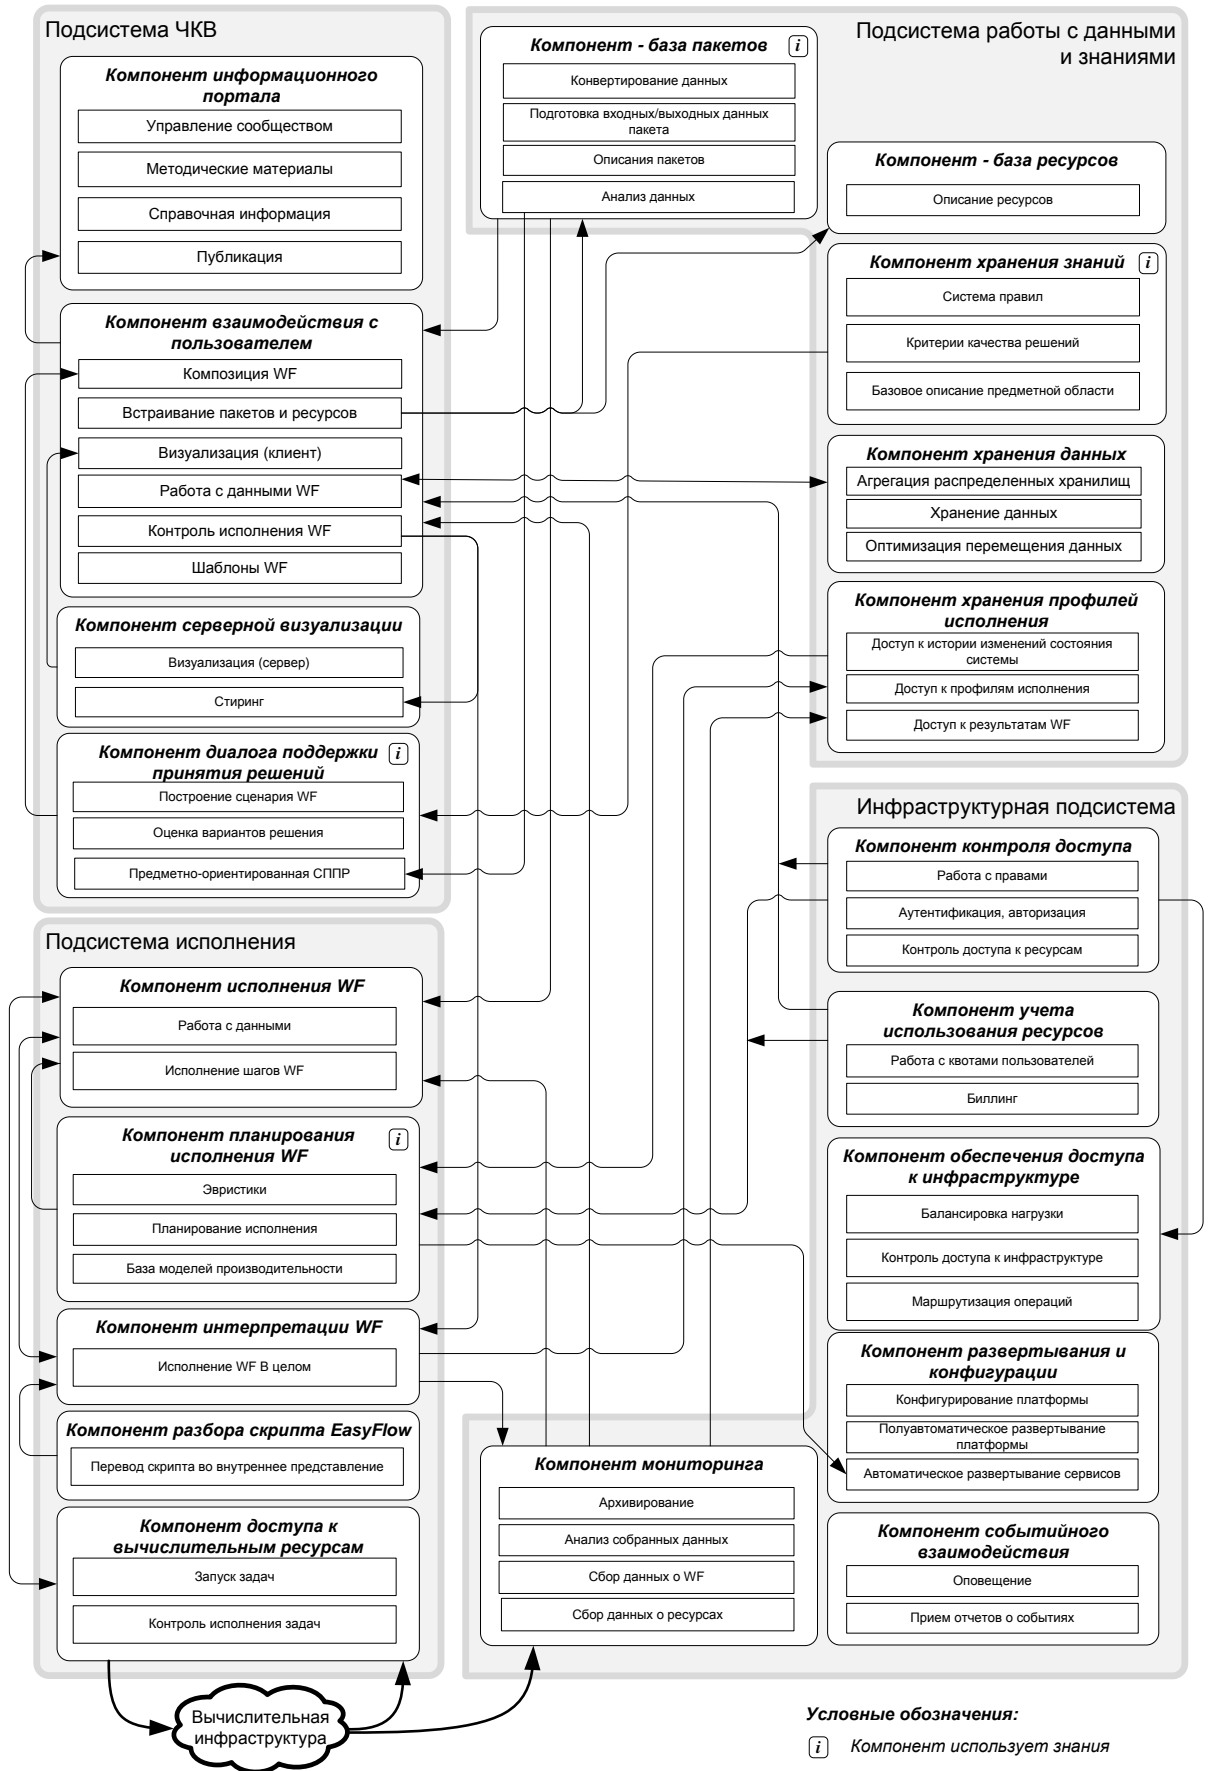 Подсистема ЧКВ
Компонент информационного
портала
Управление сообществом
Методические материалы
Справочная информация
Публикация
Компонент взаимодействия с
пользователем
Композиция WF
Встраивание пакетов и ресурсов
Визуализация (клиент)
Работа с данными WF
Контроль исполнения WF
Шаблоны WF
Компонент серверной визуализации
Визуализация (сервер)
Стиринг
Компонент диалога поддержки
принятия решений
i
Построение сценария WF
Оценка вариантов решения
Предметно-ориентированная СППР
Подсистема работы с данными
и знаниями
Компонент - база пакетов
i
Конвертирование данных
Подготовка входных/выходных данных
пакета
Описания пакетов
Анализ данных
Компонент - база ресурсов
Описание ресурсов
Компонент хранения знаний
i
Система правил
Критерии качества решений
Базовое описание предметной области
Компонент хранения данных
Агрегация распределенных хранилищ
Хранение данных
Оптимизация перемещения данных
Компонент хранения профилей
исполнения
Доступ к истории изменений состояния
системы
Доступ к профилям исполнения
Доступ к результатам WF
Подсистема исполнения
Компонент исполнения WF
Работа с данными
Исполнение шагов WF
Компонент планирования
исполнения WF
i
Эвристики
Планирование исполнения
База моделей производительности
Компонент интерпретации WF
Исполнение WF В целом
Компонент разбора скрипта EasyFlow
Перевод скрипта во внутреннее представление
Компонент доступа к
вычислительным ресурсам
Запуск задач
Контроль исполнения задач
Инфраструктурная подсистема
Компонент контроля доступа
Работа с правами
Аутентификация, авторизация
Контроль доступа к ресурсам
Компонент учета
использования ресурсов
Работа с квотами пользователей
Биллинг
Компонент обеспечения доступа
к инфраструктуре
Балансировка нагрузки
Контроль доступа к инфраструктуре
Маршрутизация операций
Компонент развертывания и
конфигурации
Конфигурирование платформы
Полуавтоматическое развертывание
платформы
Автоматическое развертывание сервисов
Компонент мониторинга
Архивирование
Анализ собранных данных
Сбор данных о WF
Сбор данных о ресурсах
Компонент событийного
взаимодействия
Оповещение
Прием отчетов о событиях
Вычислительная
инфраструктура
Условные обозначения:
i Компонент использует знания